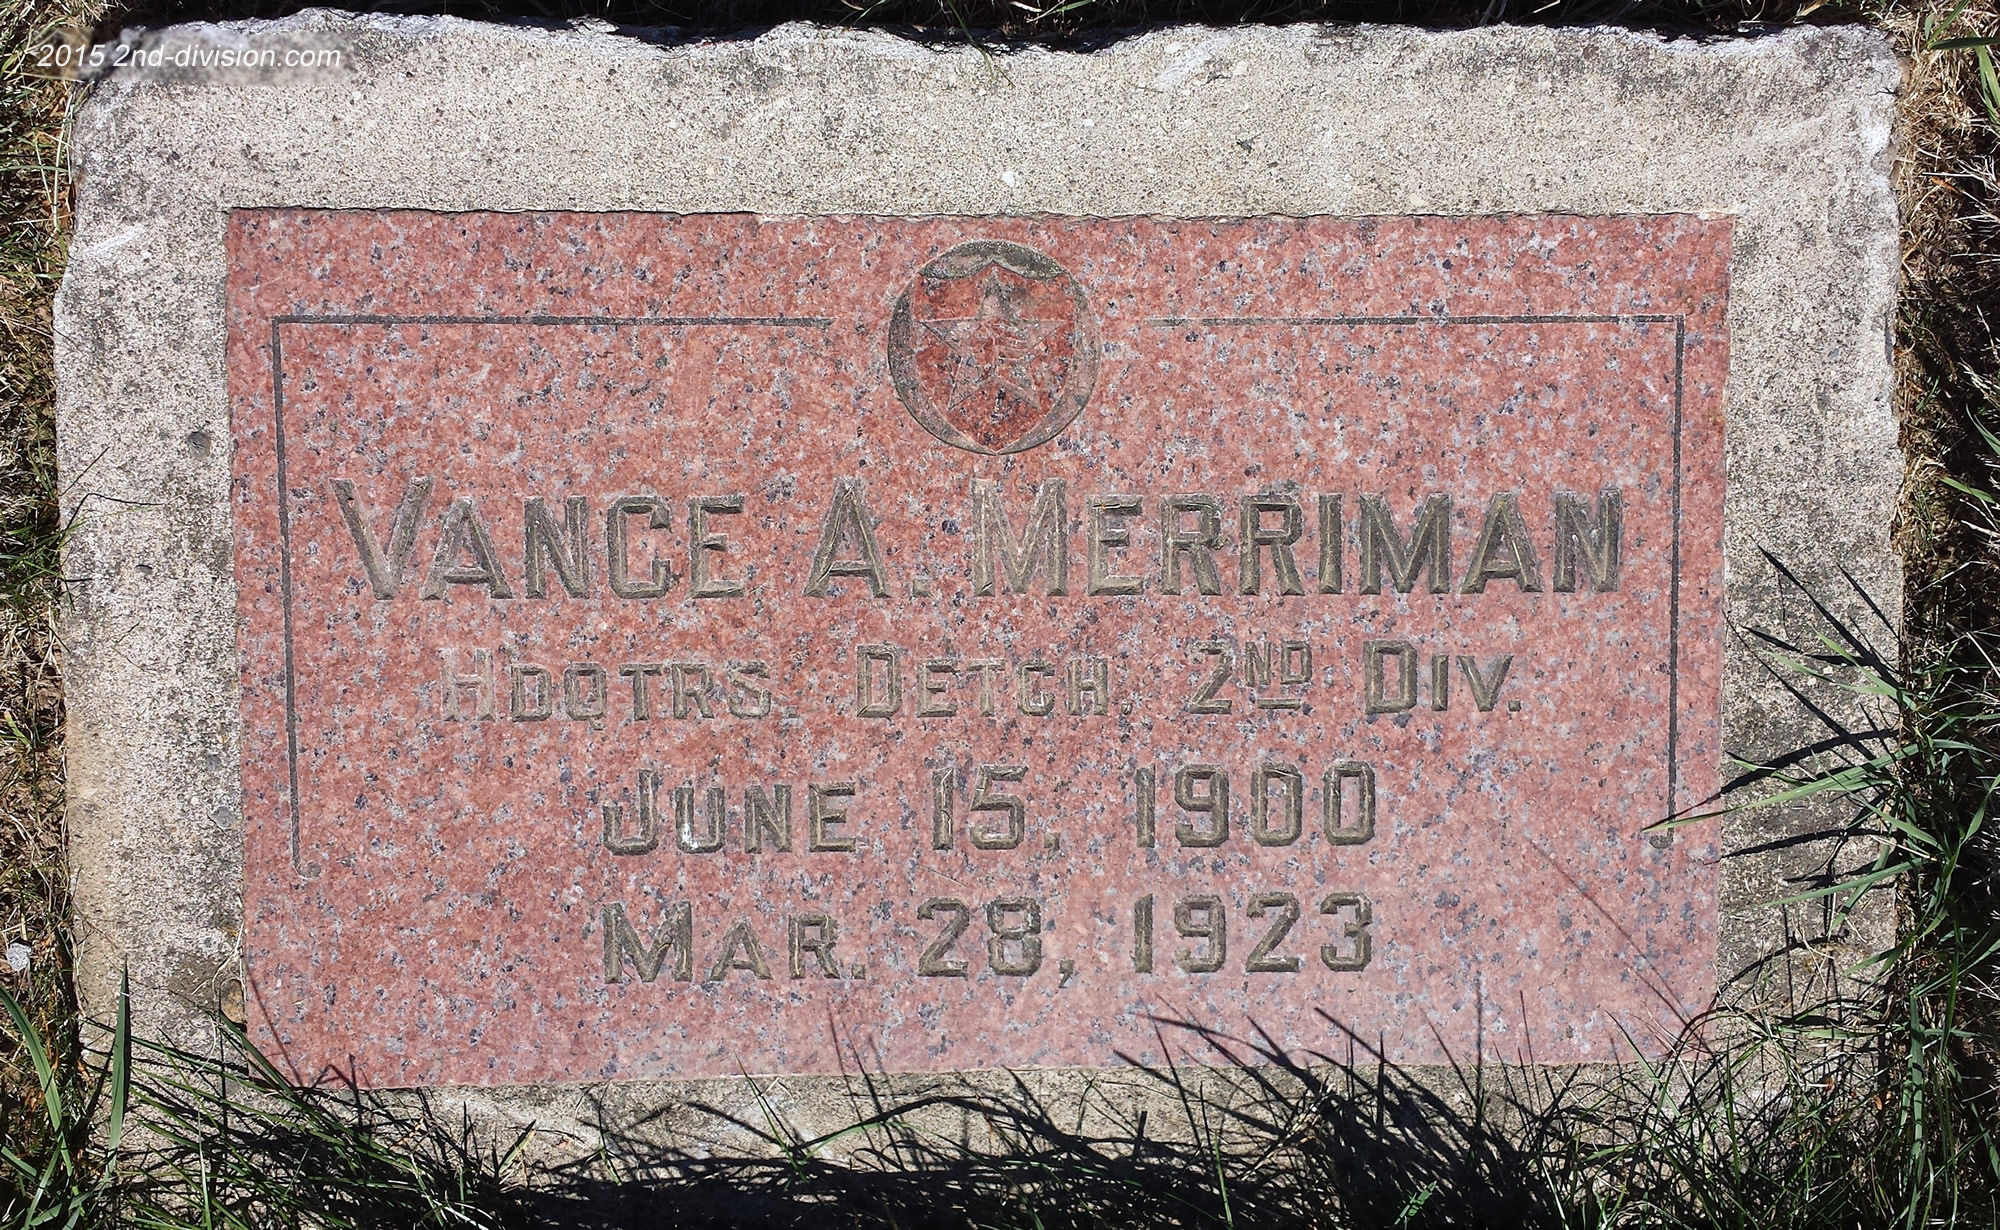 2015 2nd-division.com
VANCE A. MERRIMAN
HDQTRS. DETCH. 2ND DIV.
JUNE 15, 1900
MAR. 28, 1923